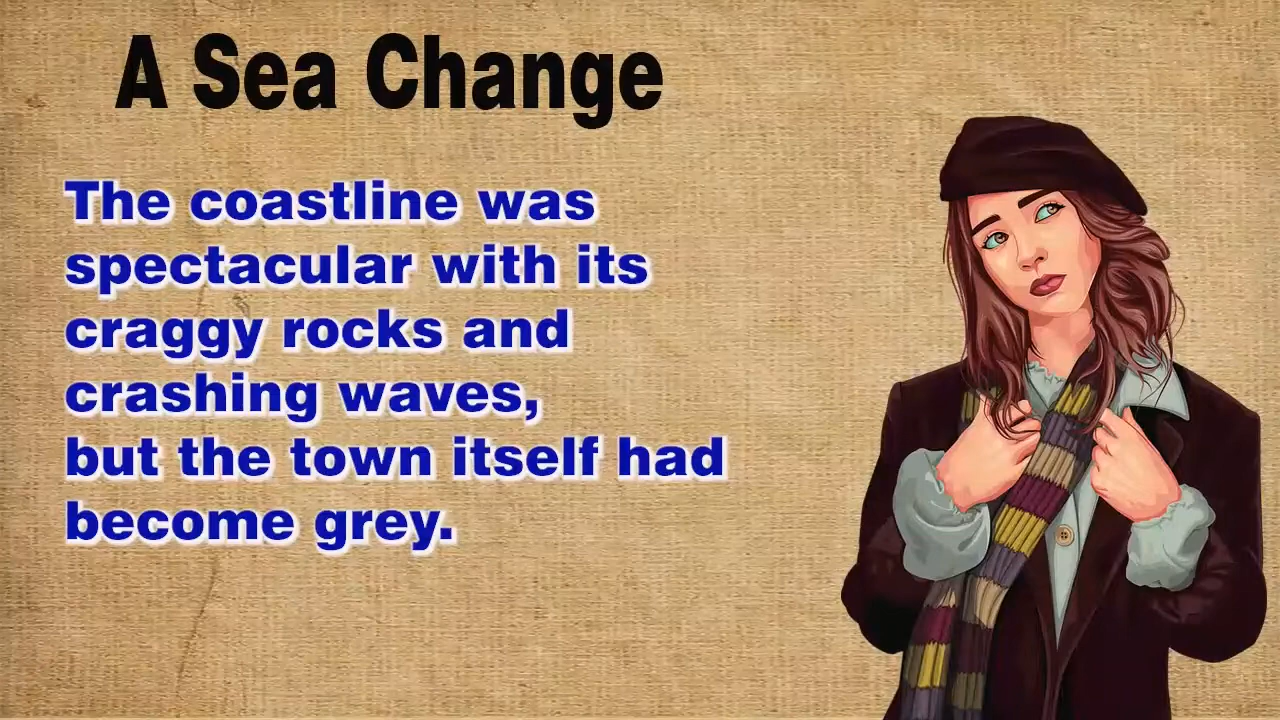 A Sea Change
The coastline was
spectacular with its
craggy rocks and
crashing waves,
but the town itself had
become grey.